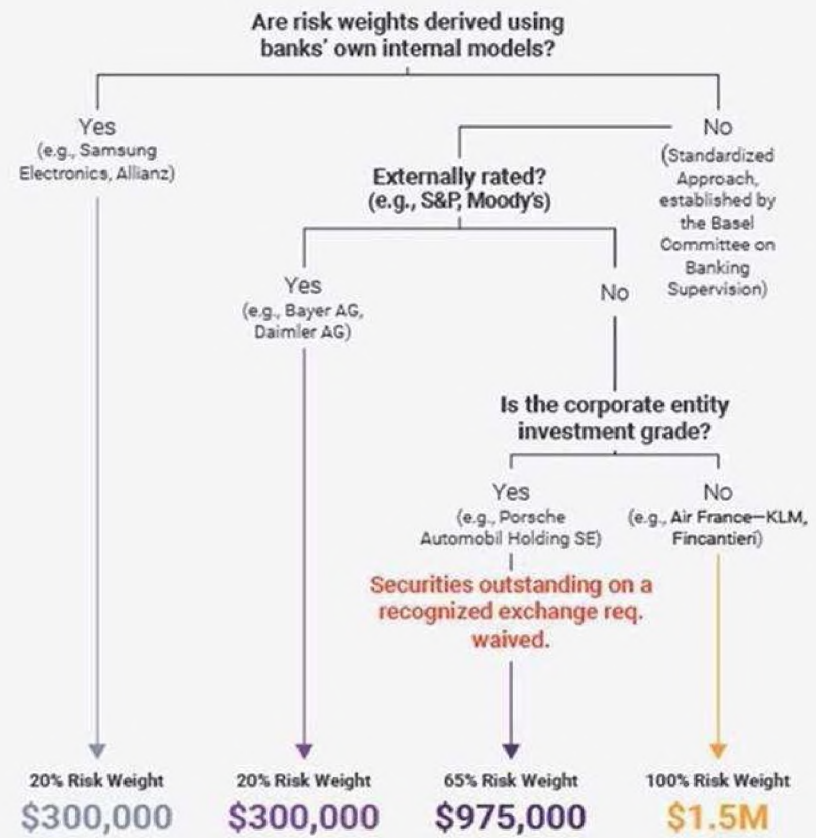 Are risk weights derived using
banks' own internal models?
Yes
(e.g., Samsung
Electronics, Allianz)
No
(Standardized
Approach,
established by
the Basel
Committee on
Banking
Supervision)
Externally rated?
(e.g., S&P, Moody's)
Yes
(e.g., Bayer AG,
Daimler AG)
No
Is the corporate entity
investment grade?
Yes
(e.g., Porsche
Automobil Holding SE)
No
(e.g., Air France—KLM,
Fincantieri)
Securities outstanding on a
recognized exchange req.
waived.
20% Risk Weight
$300,000
20% Risk Weight
$300,000
65% Risk Weight
$975,000
100% Risk Weight
$1.5M